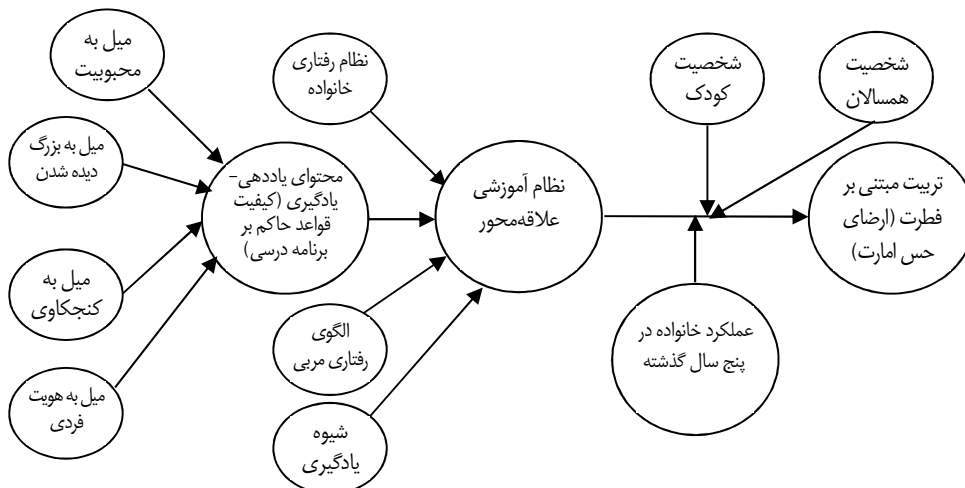 میل به
محبوبیت
میل به بزرگ
دیده شدن
میل به
کنجکاوی
میل به هویت
فردی
محتوای یاددهی-
یادگیری (کیفیت
قواعد حاکم بر
برنامه درسی)
نظام رفتاری
خانواده
الگوی
رفتاری مربی
شیوه
یادگیری
نظام آموزشی
علاقه‌محور
شخصیت
کودک
شخصیت
همسالان
عملکرد خانواده در
پنج سال گذشته
تربیت مبتنی بر
فطرت (ارضای
حس امارت)